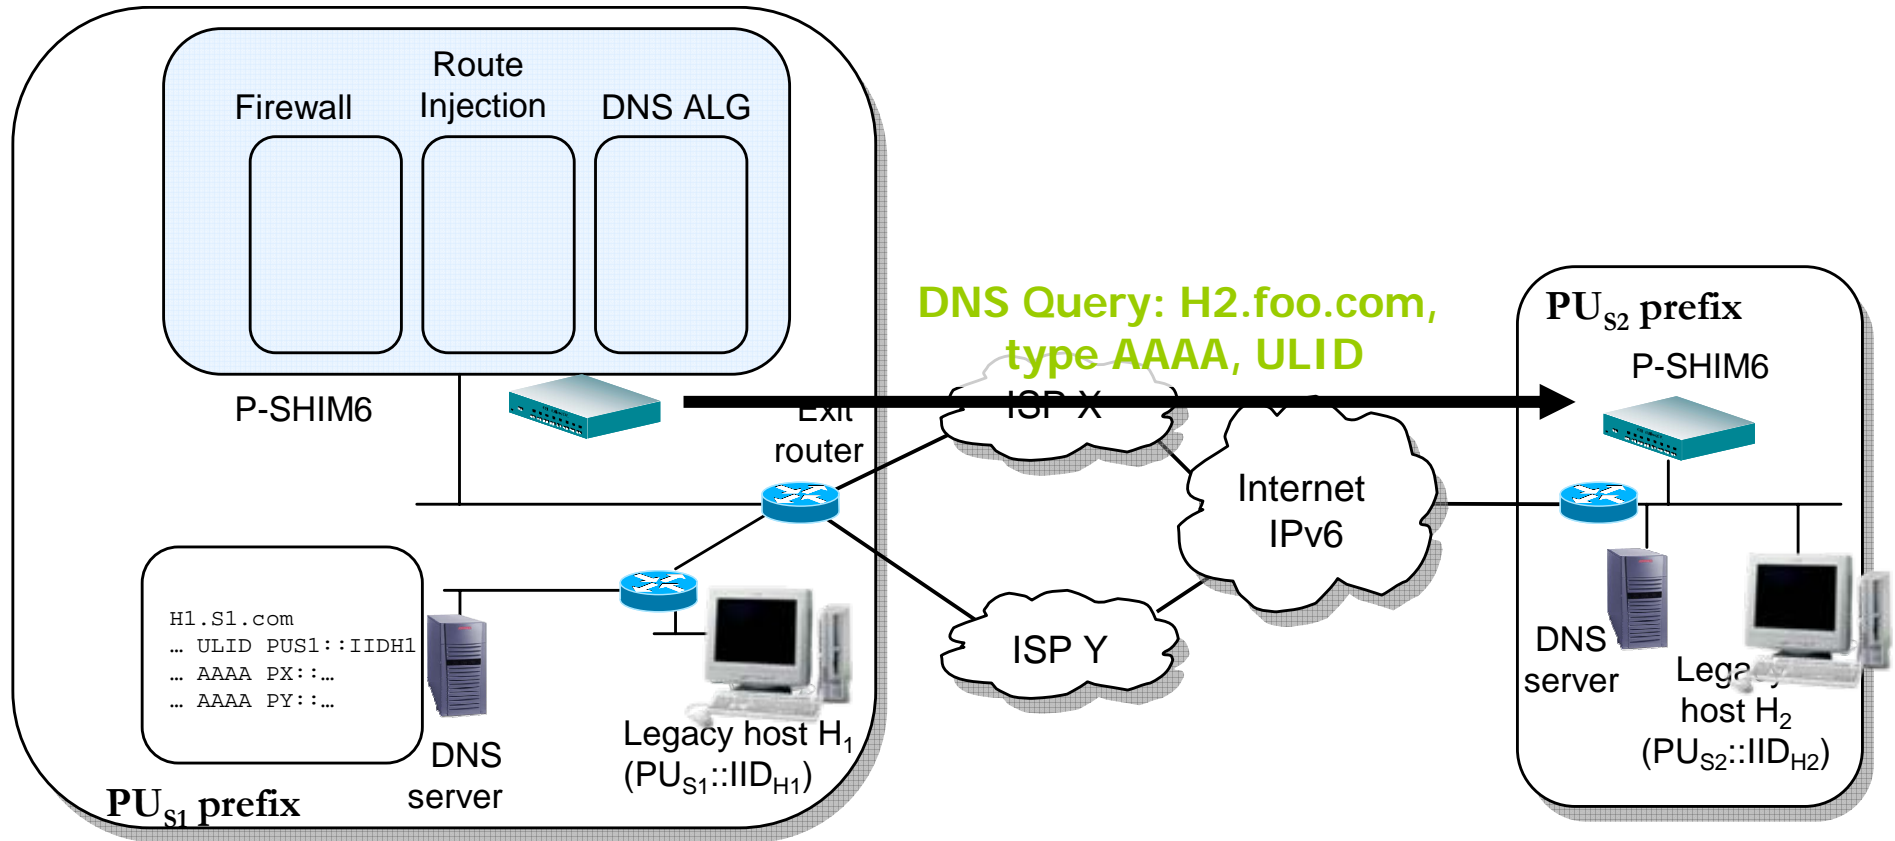 Route
Injection
Firewall
DNS ALG
P-SHIM6
DNS Query: H2.foo.com,
type AAAA, ULID
ISP X
Exit
router
Internet
IPv6
ISP Y
H1.S1.com
… ULID PUS1::IIDH1
… AAAA PX::…
… AAAA PY::…
DNS
server
Legacy host H1
(PUS1::IIDH1)
PUS1 prefix
PUS2 prefix
P-SHIM6
DNS
server
Legacy
host H2
(PUS2::IIDH2)